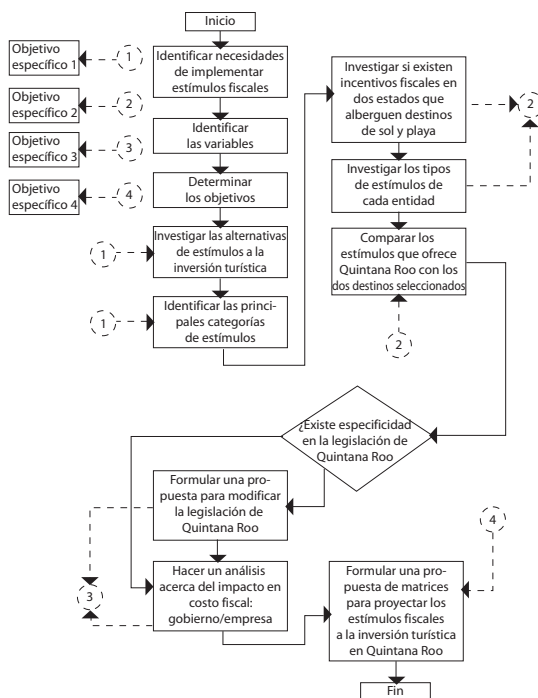 Inicio
Objetivo
específico 1
1
Objetivo
específico 2
2
Objetivo
específico 3
3
Objetivo
específico 4
4
Identificar necesidades
de implementar
estímulos fiscales
Identificar
las variables
Determinar
los objetivos
1
Investigar las alternativas
de estímulos a la
inversión turística
1
Identificar las princi-
pales categorías
de estímulos
Investigar si existen
incentivos fiscales en
dos estados que
alberguen destinos
de sol y playa
2
Investigar los tipos
de estímulos de
cada entidad
Comparar los
estímulos que ofrece
Quintana Roo con los
dos destinos seleccionados
2
¿Existe especificidad
en la legislación de
Quintana Roo
Formular una pro-
puesta para modificar
la legislación de
Quintana Roo
3
Hacer un análisis
acerca del impacto en
costo fiscal:
gobierno/empresa
4
Formular una pro-
puesta de matrices
para proyectar los
estímulos fiscales
a la inversión turística
en Quintana Roo
Fin